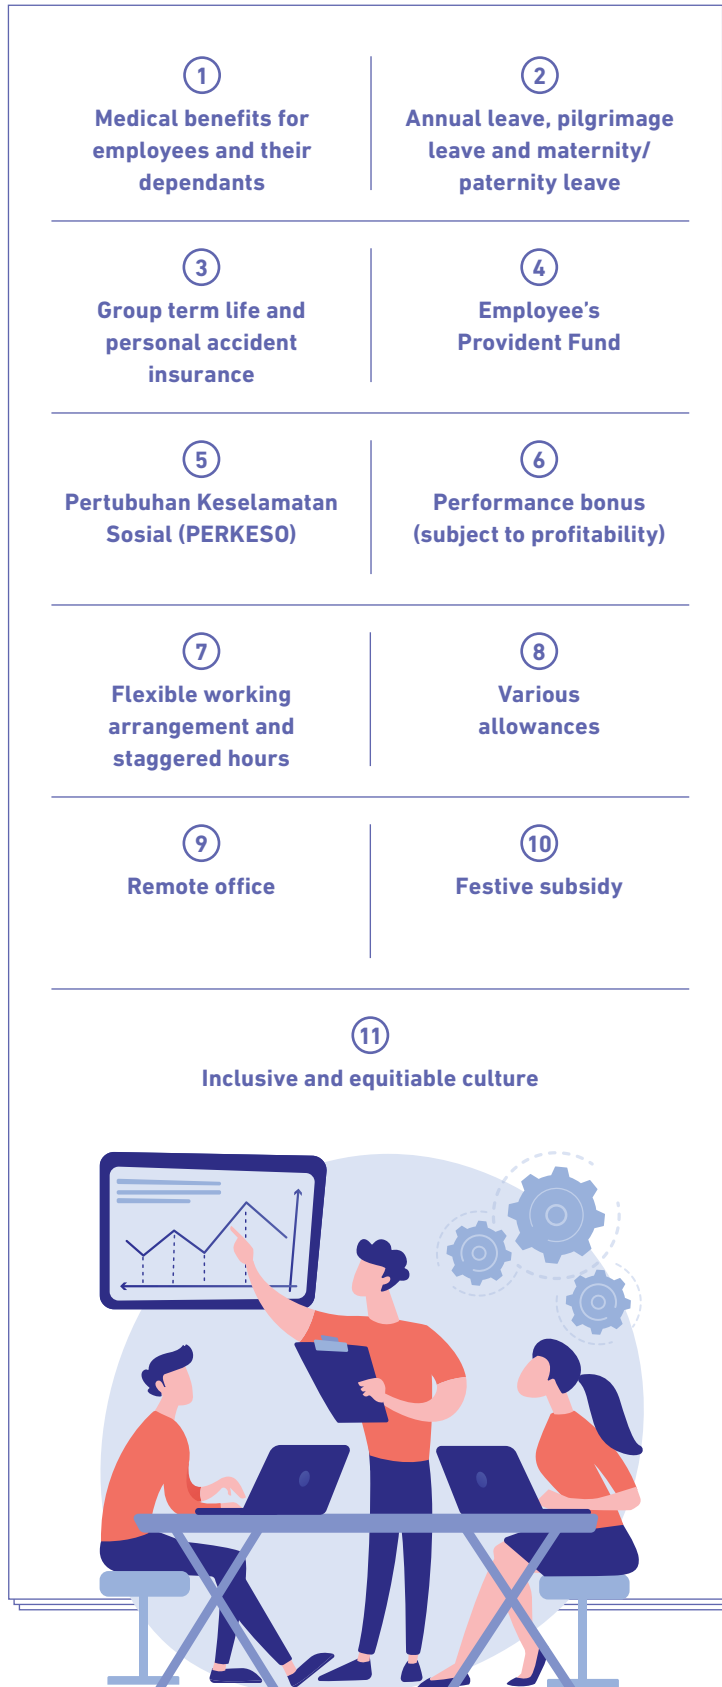 1
Medical benefits for
employees and their
dependants
2
Annual leave, pilgrimage
leave and maternity/
paternity leave
3
Group term life and
personal accident
insurance
4
Employee’s
Provident Fund
5
Pertubuhan Keselamatan
Sosial (PERKESO)
6
Performance bonus
(subject to profitability)
7
Flexible working
arrangement and
staggered hours
8
Various
allowances
9
Remote office
10
Festive subsidy
11
Inclusive and equitiable culture